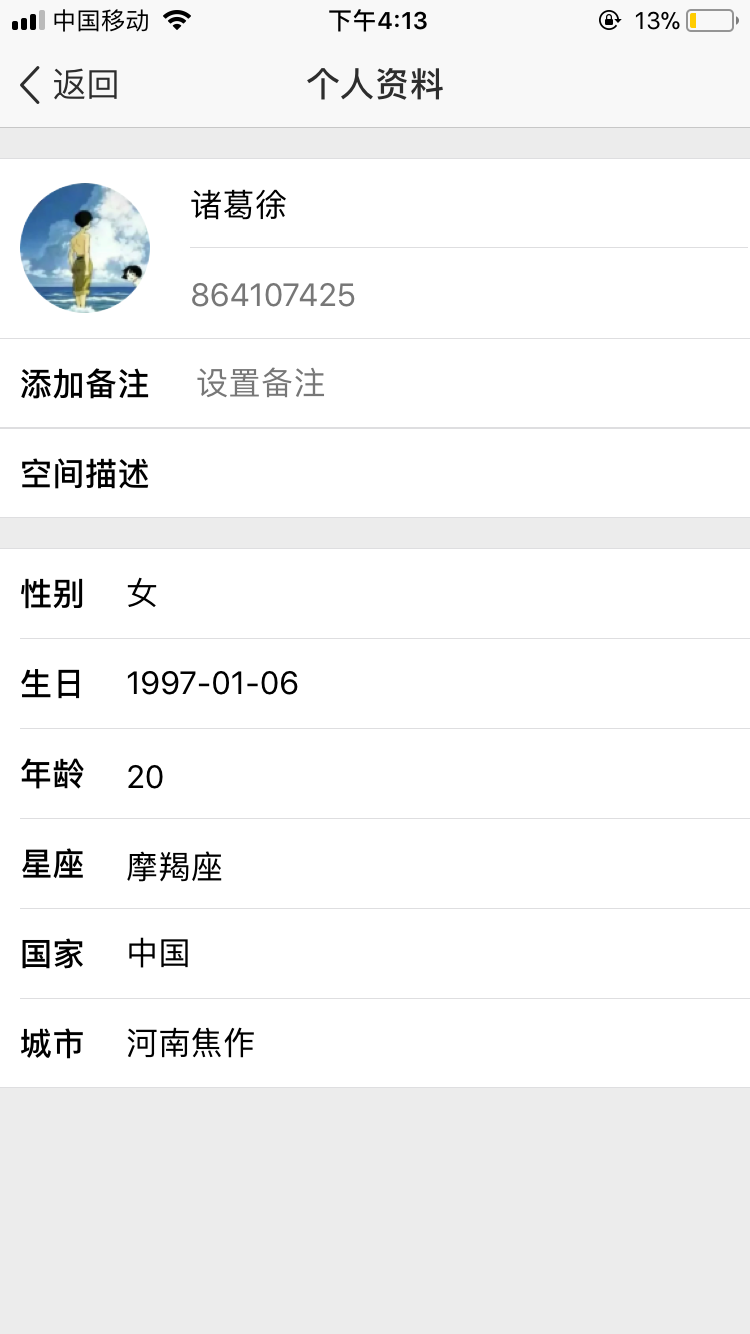 中国移动 下午4:13 13%
返回 个人资料
诸葛徐
864107425
添加备注 设置备注
空间描述
性别 女
生日 1997-01-06
年龄 20
星座 摩羯座
国家 中国
城市 河南焦作